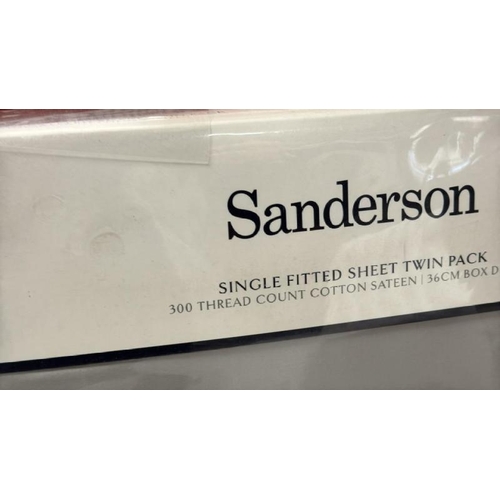 Sanderson
SINGLE FITTED SHEET TWIN PACK
300 THREAD COUNT COTTON SATEEN | 36CM BOX D